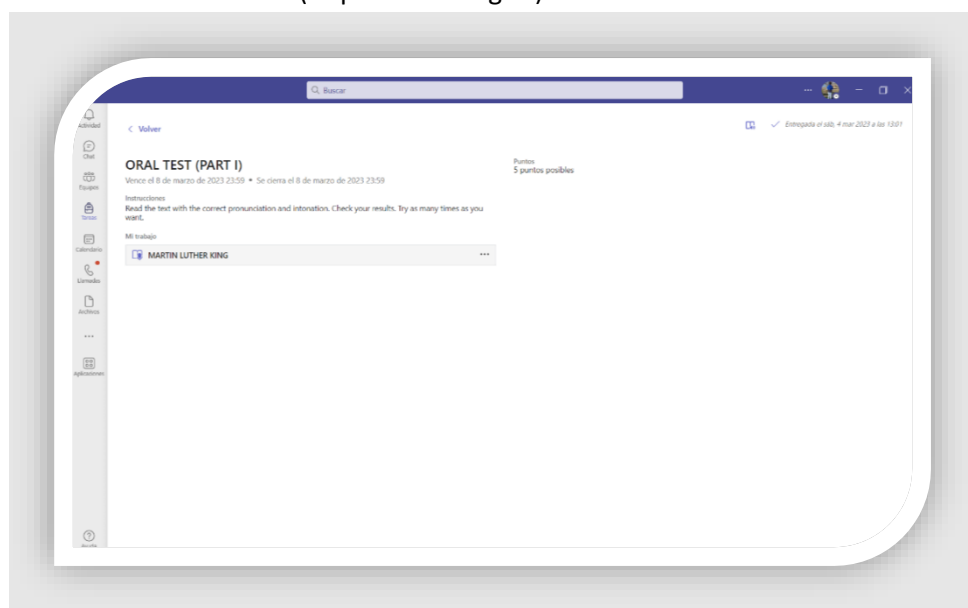 Buscar
Actividad
Chat
Equipos
Tareas
Calendario
Llamadas
Archivos
Aplicaciones
Volver
Entregada el sáb, 4 mar 2023 a las 13:01
ORAL TEST (PART I)
Vence el 8 de marzo de 2023 23:59 • Se cierra el 8 de marzo de 2023 23:59
Puntos
5 puntos posibles
Instrucciones
Read the text with the correct pronunciation and intonation. Check your results. Try as many times as you
want.
Mi trabajo
MARTIN LUTHER KING